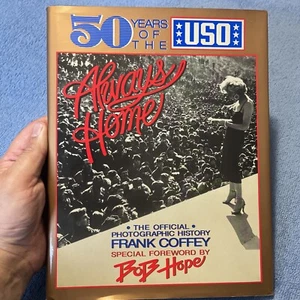 50 YEARS
OF
THE
USO
Always
Home
• THE OFFICIAL •
PHOTOGRAPHIC HISTORY
FRANK COFFEY
SPECIAL FOREWORD BY
BOB Hope